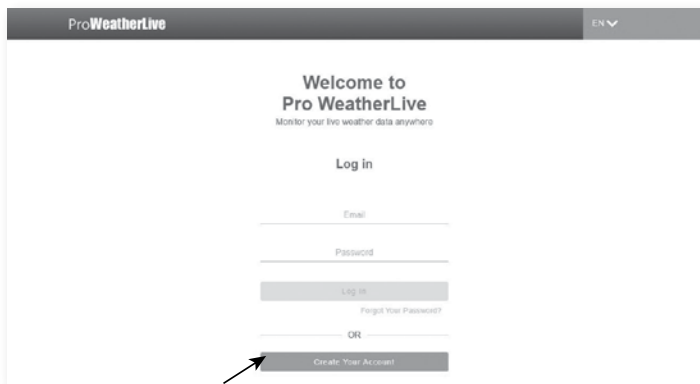 ProWeatherLive
EN
Welcome to
Pro WeatherLive
Monitor your live weather data anywhere
Log in
Email
Password
Log in
Forgot Your Password?
OR
Create Your Account